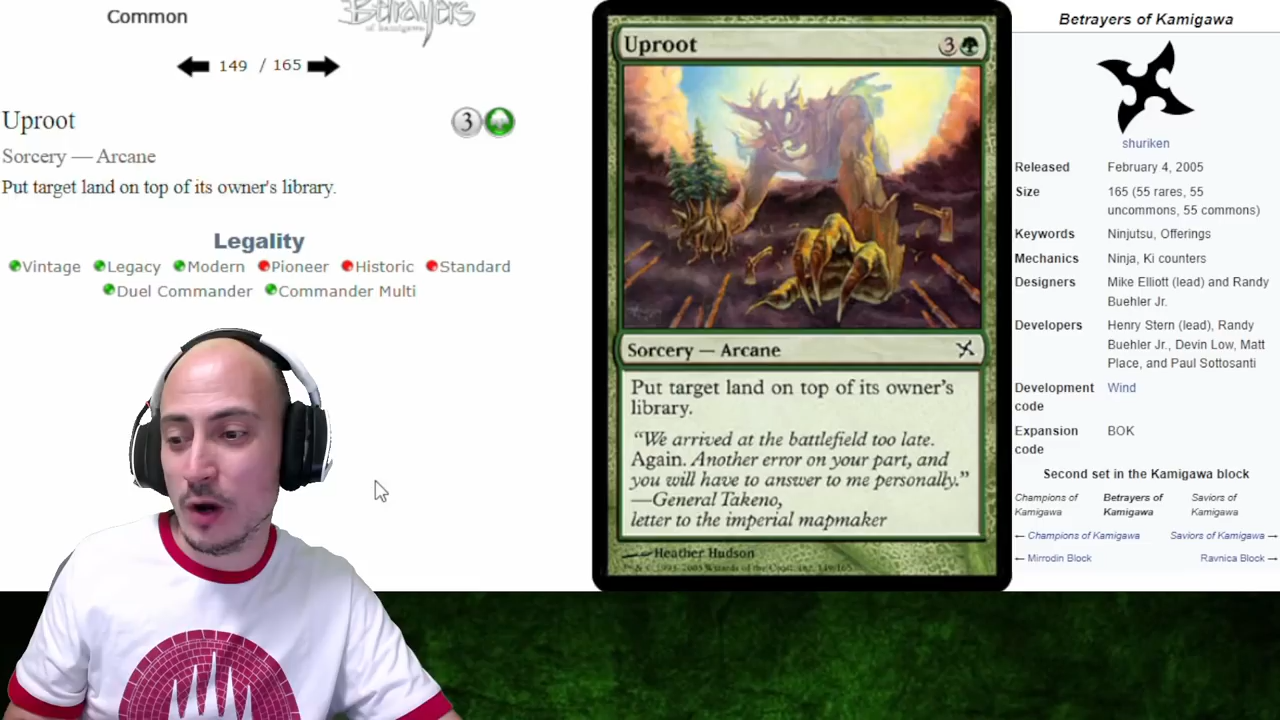 Common
Betrayers
of kamigawa
149 / 165
Uproot
3
Sorcery — Arcane
Put target land on top of its owner's library.
Legality
Vintage Legacy Modern Pioneer Historic Standard
Duel Commander Commander Multi
Uproot 3
Sorcery — Arcane
Put target land on top of its owner's
library.
“We arrived at the battlefield too late.
Again. Another error on your part, and
you will have to answer to me personally.”
—General Takeno,
letter to the imperial mapmaker
Heather Hudson
Betrayers of Kamigawa
shuriken
Released February 4, 2005
Size 165 (55 rares, 55
uncommons, 55 commons)
Keywords Ninjutsu, Offerings
Mechanics Ninja, Ki counters
Designers Mike Elliott (lead) and Randy
Buehler Jr.
Developers Henry Stern (lead), Randy
Buehler Jr., Devin Low, Matt
Place, and Paul Sottosanti
Development Wind
code
Expansion BOK
code
Second set in the Kamigawa block
Champions of Betrayers of Saviors of
Kamigawa Kamigawa Kamigawa
← Champions of Kamigawa Saviors of Kamigawa →
← Mirrodin Block Ravnica Block →